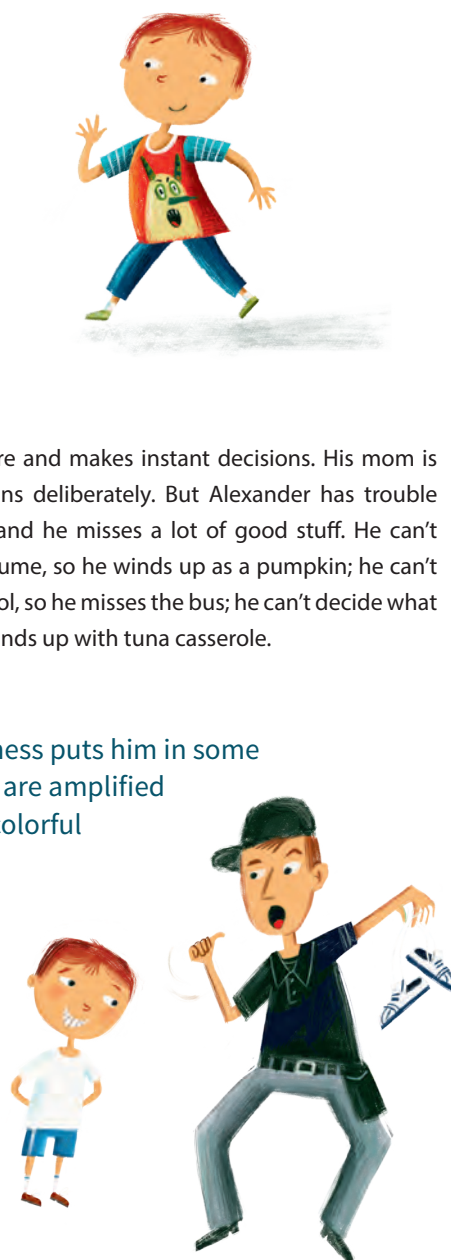 re and makes instant decisions. His mom is
ns deliberately. But Alexander has trouble
and he misses a lot of good stuff. He can’t
ume, so he winds up as a pumpkin; he can’t
ol, so he misses the bus; he can’t decide what
nds up with tuna casserole.
ness puts him in some
are amplified
colorful